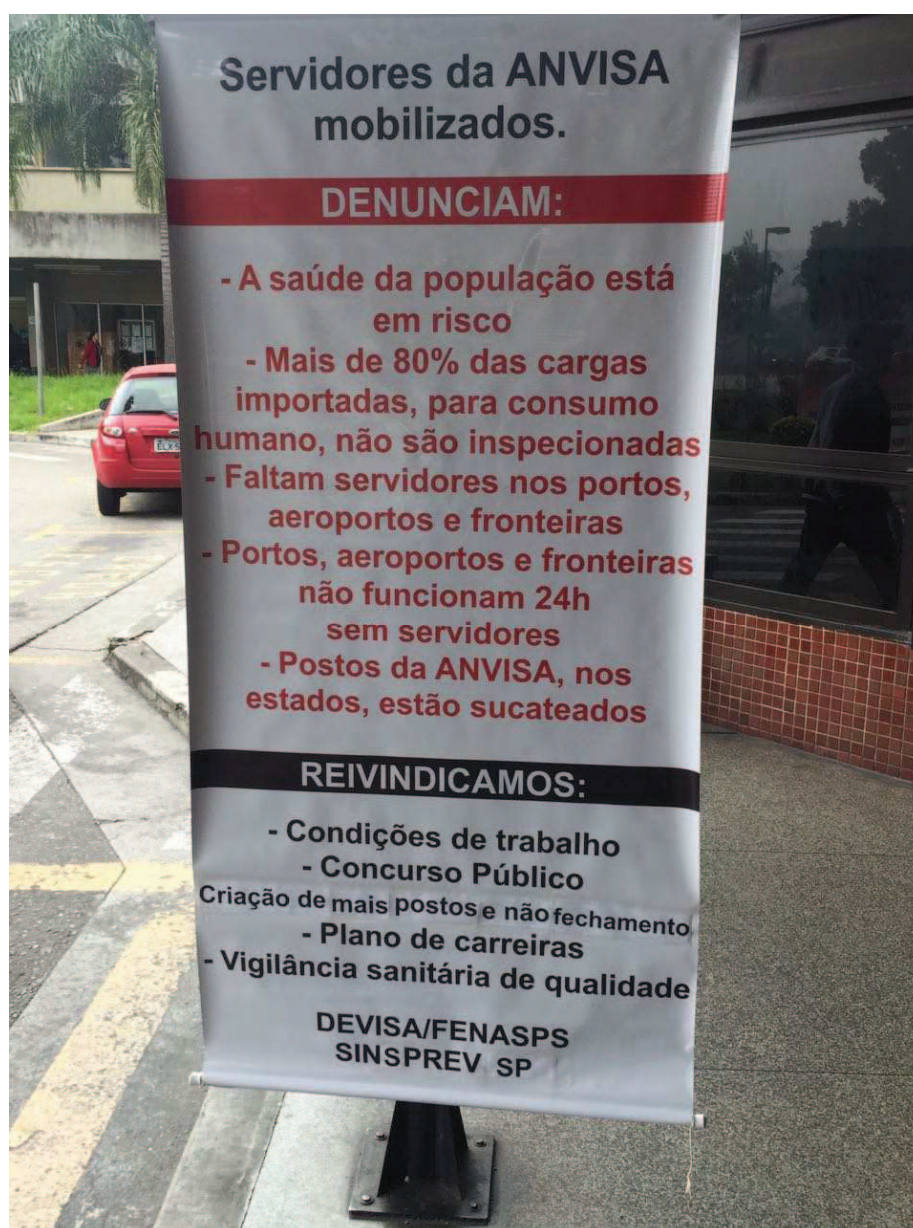 Servidores da ANVISA
mobilizados.
DENUNCIAM:
- A saúde da população está
em risco
- Mais de 80% das cargas
importadas, para consumo
humano, não são inspecionadas
- Faltam servidores nos portos,
aeroportos e fronteiras
- Portos, aeroportos e fronteiras
não funcionam 24h
sem servidores
- Postos da ANVISA, nos
estados, estão sucateados
REIVINDICAMOS:
- Condições de trabalho
- Concurso Público
Criação de mais postos e não fechamento
- Plano de carreiras
- Vigilância sanitária de qualidade
DEVISA/FENASPS
SINSPREV SP